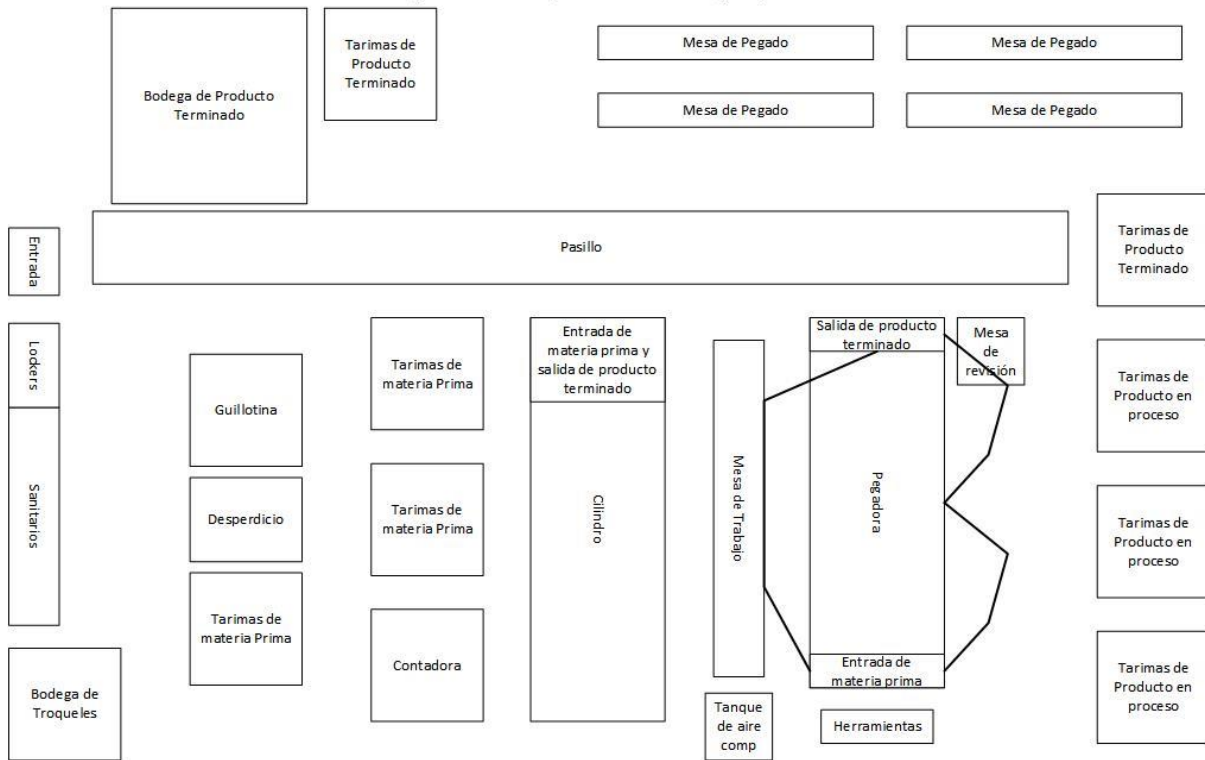 Bodega de Producto
Terminado
Tarimas de
Producto
Terminado
Mesa de Pegado
Mesa de Pegado
Mesa de Pegado
Mesa de Pegado
Entrada
Pasillo
Tarimas de
Producto
Terminado
Lockers
Sanitarios
Bodega de
Troqueles
Guillotina
Desperdicio
Tarimas de
materia Prima
Tarimas de
materia Prima
Tarimas de
materia Prima
Contadora
Entrada de
materia prima y
salida de producto
terminado
Cilindro
Mesa de Trabajo
Tanque
de aire
comp
Salida de producto
terminado
Pegadora
Entrada de
materia prima
Herramientas
Mesa
de
revisión
Tarimas de
Producto en
proceso
Tarimas de
Producto en
proceso
Tarimas de
Producto en
proceso